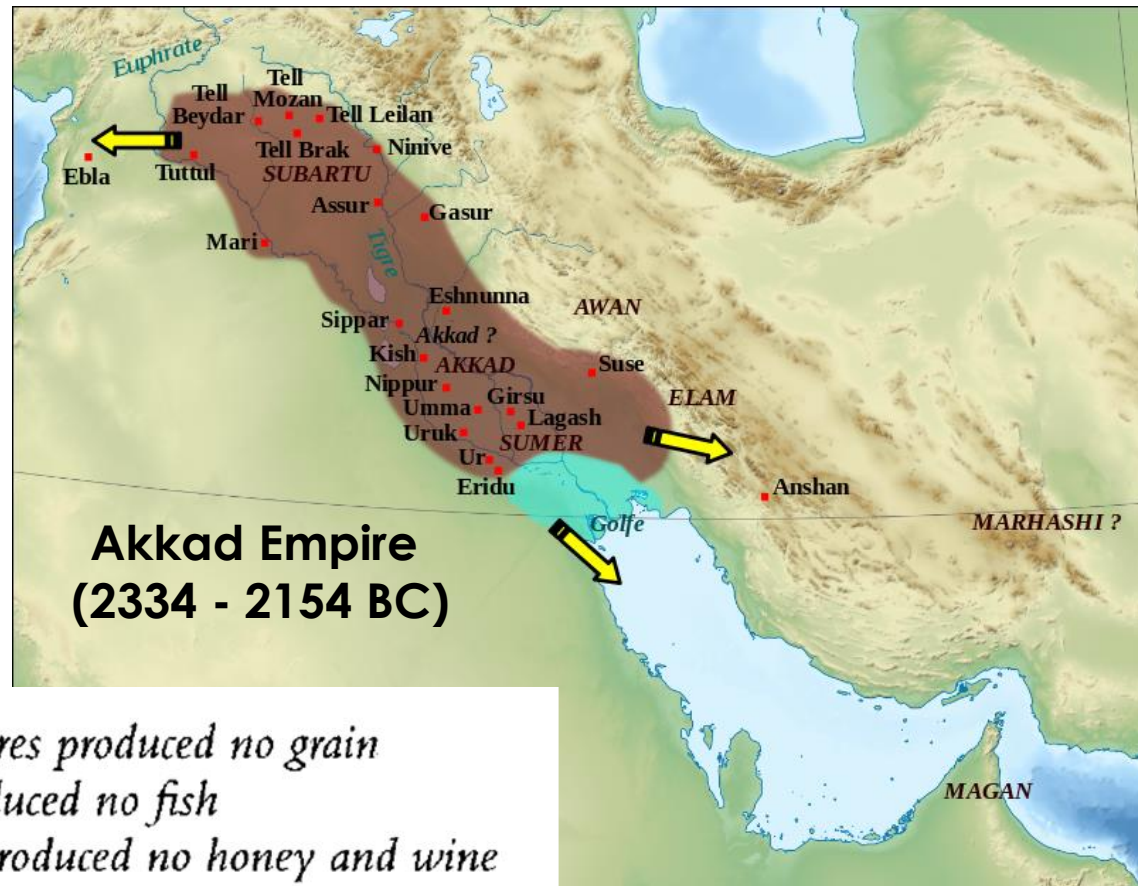 Euphrate
Tell
Tell
Mozan
Beydar
Tell Leilan
Tell Brak
Ninive
Ebla
Tuttul
SUBARTU
Assur
Gasur
Mari
Tigre
Eshnunna
AWAN
Sippar
Akkad ?
Kish
AKKAD
Suse
Nippur
ELAM
Girsu
Umma
Lagash
Uruk
SUMER
Ur
Eridu
Anshan
Golfe
MARHASHI ?
Akkad Empire
(2334 - 2154 BC)
MAGAN
produced no grain
no fish
no honey and wine